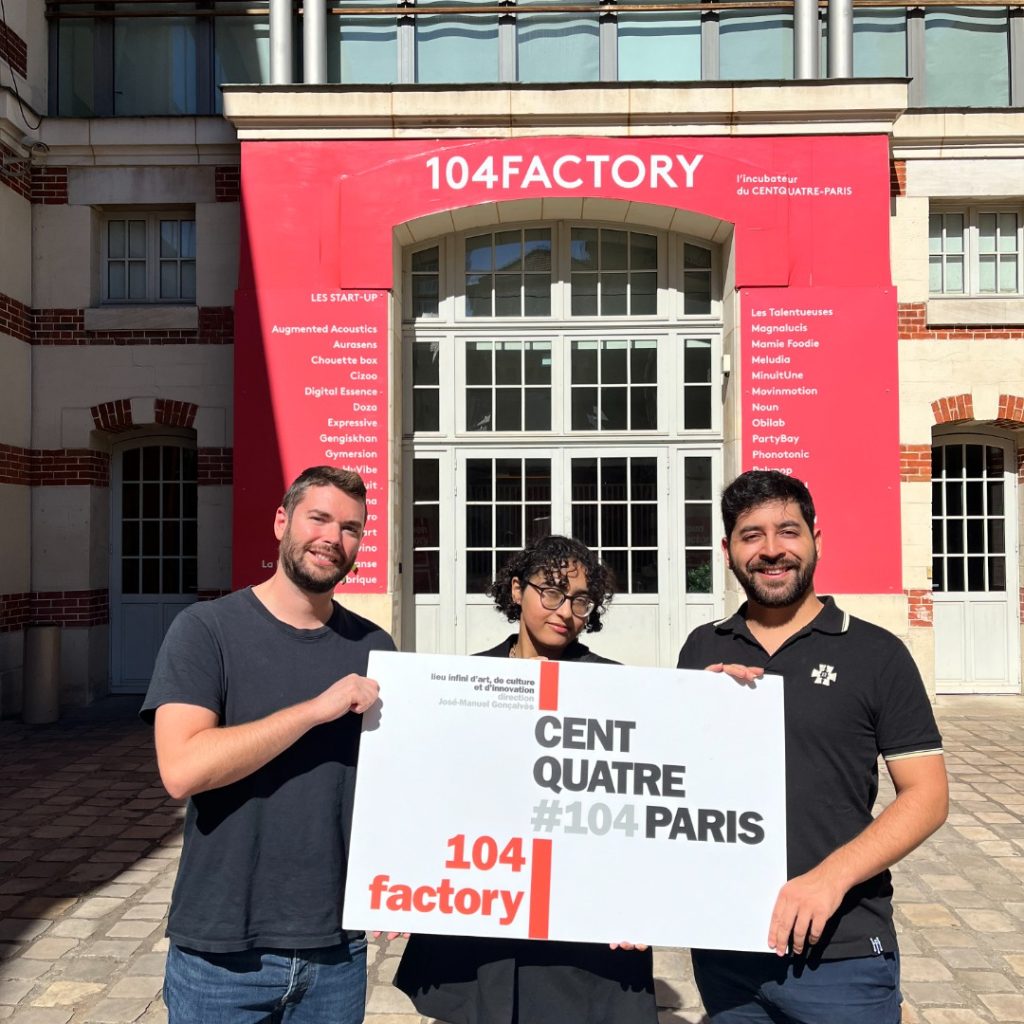 104FACTORY
l'incubateur
du CENTQUATRE-PARIS
LES START-UP
Augmented Acoustics
Aurasens
Chouette box
Cizoo
Digital Essence
Doza
Expressive
Gengiskhan
Gymersion
Les Talentueuses
Magnalucis
Mamie Foodie
Meludia
MinuitUne
Movinmotion
Noun
Obilab
PartyBay
Phonotonic
lieu infini d'art, de culture
et d'innovation
direction
José-Manuel Gonçalvès
CENT
QUATRE
#104 PARIS
104
factory